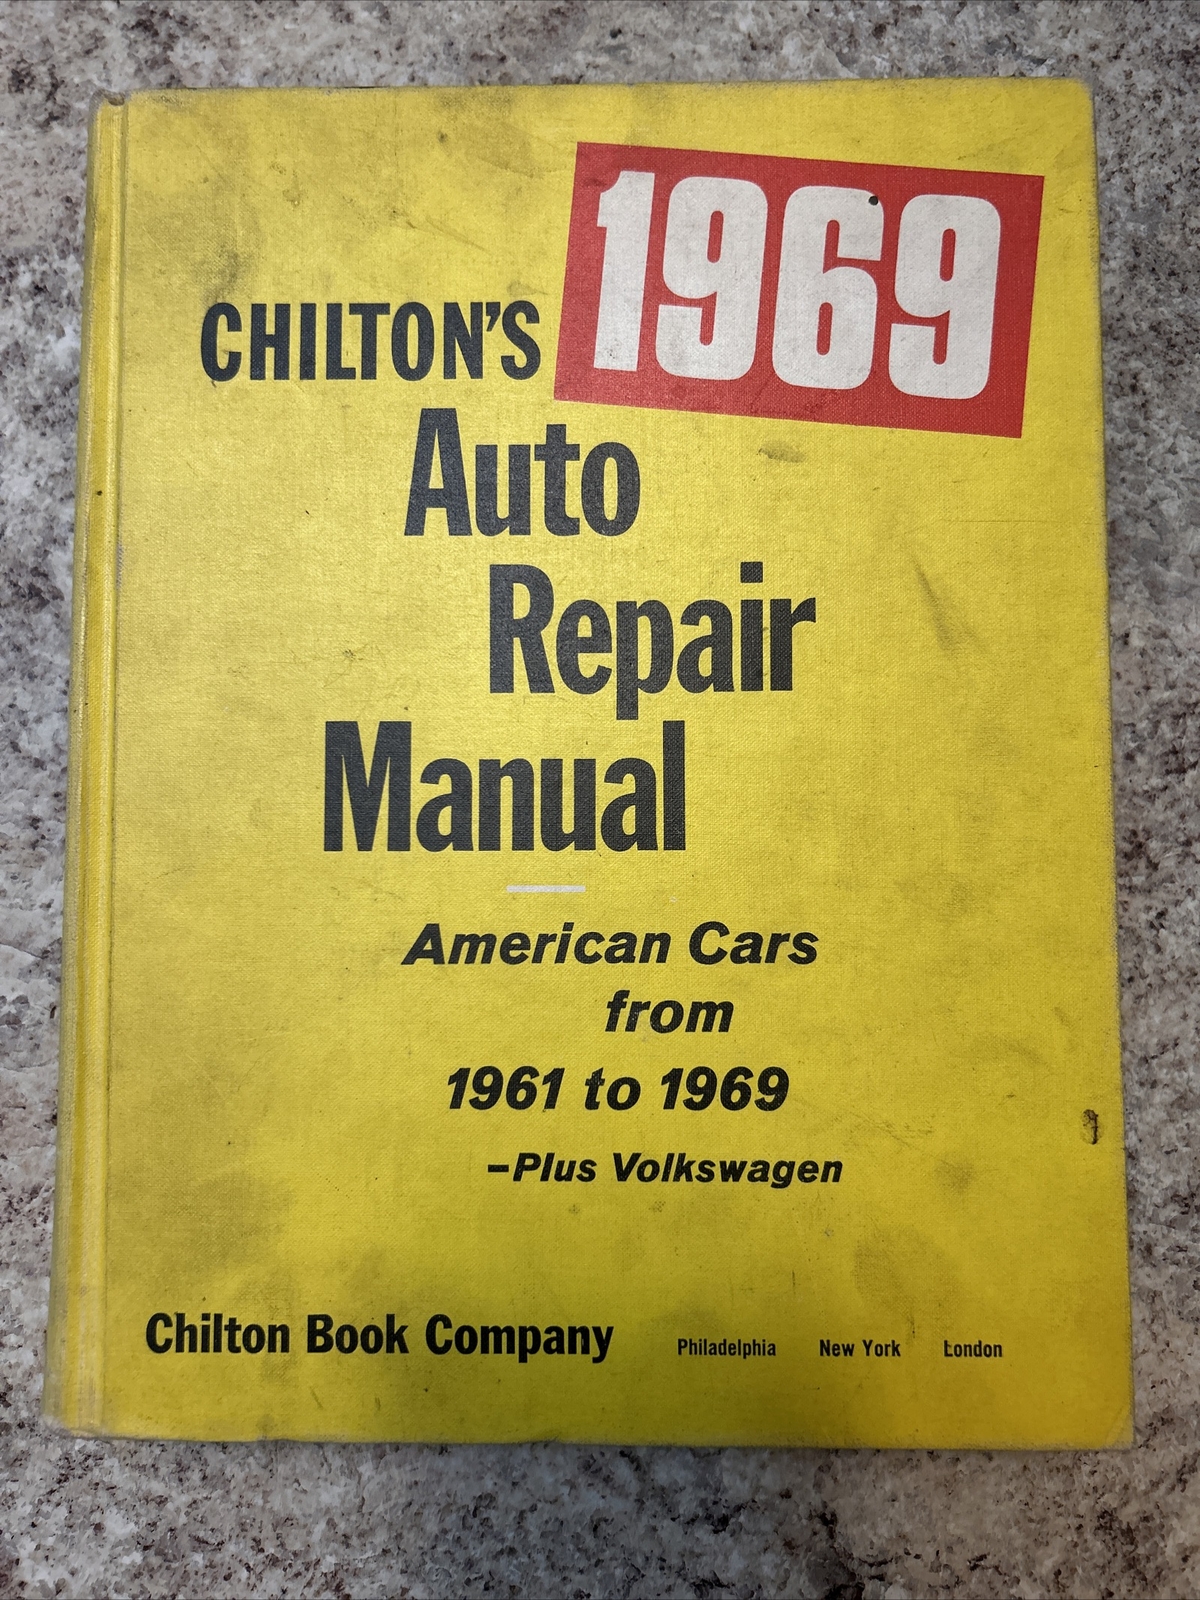 1969
CHILTON'S
Auto
Repair
Manual
American Cars
from
1961 to 1969
–Plus Volkswagen
Chilton Book Company Philadelphia New York London